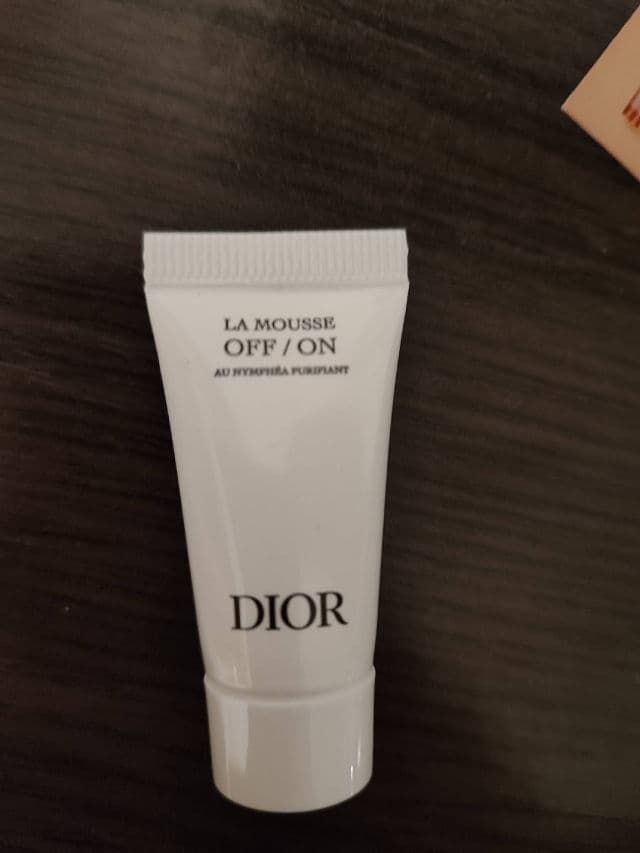 LA MOUSSE
OFF / ON
AU NYMPHÉA PURIFIANT
DIOR